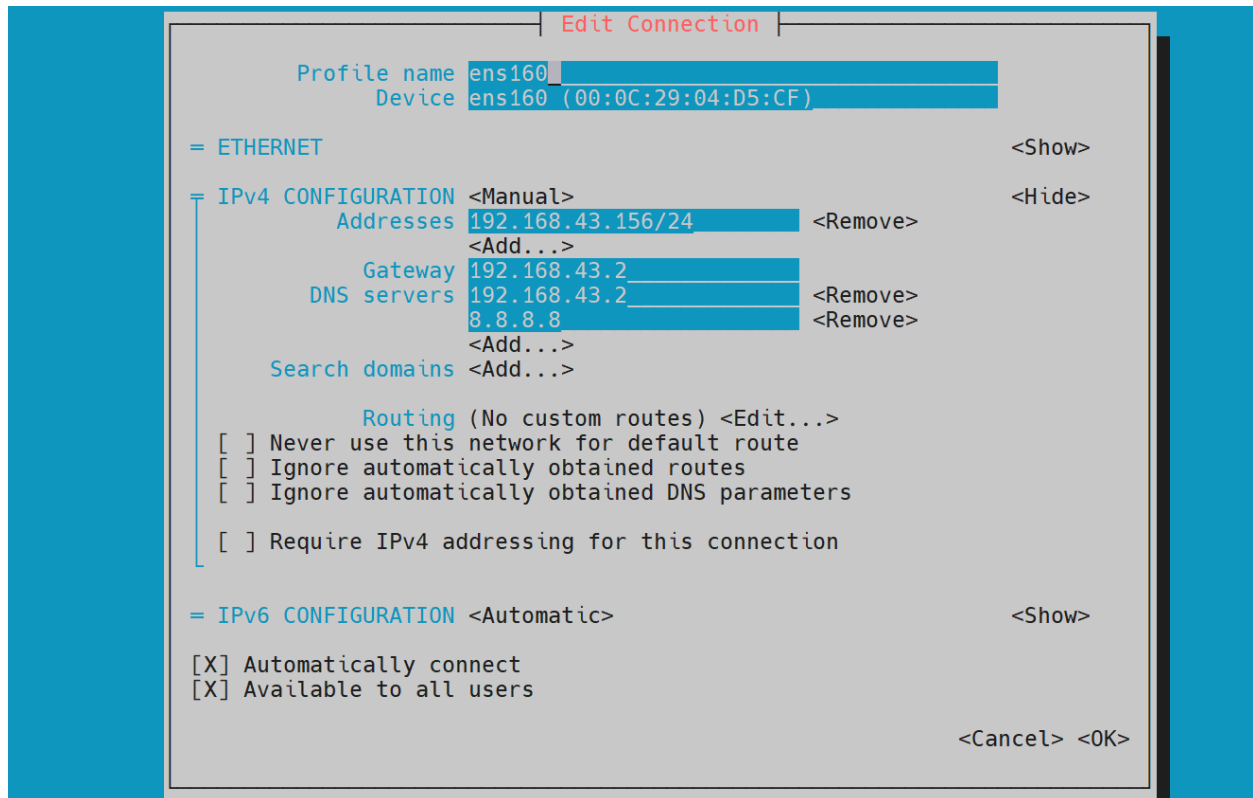 Edit Connection
Profile name ens160
Device ens160 (00:0C:29:04:D5:CF)
= ETHERNET <Show>
= IPv4 CONFIGURATION <Manual> <Hide>
Addresses 192.168.43.156/24 <Remove>
<Add...>
Gateway 192.168.43.2
DNS servers 192.168.43.2 <Remove>
8.8.8.8 <Remove>
<Add...>
Search domains <Add...>
Routing (No custom routes) <Edit...>
[ ] Never use this network for default route
[ ] Ignore automatically obtained routes
[ ] Ignore automatically obtained DNS parameters
[ ] Require IPv4 addressing for this connection
= IPv6 CONFIGURATION <Automatic> <Show>
[X] Automatically connect
[X] Available to all users
<Cancel> <OK>